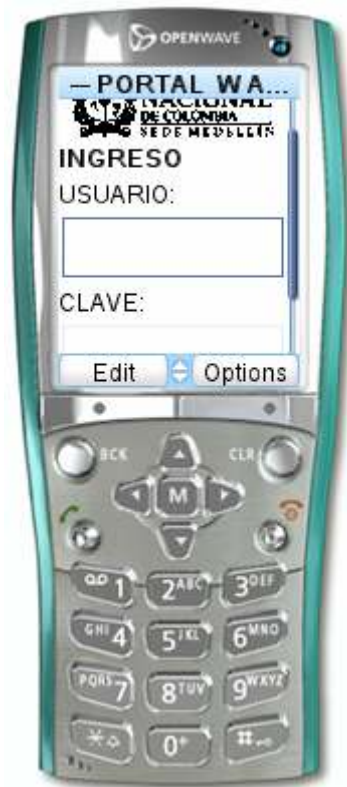 OPENWAVE
—PORTAL WA...
NACIONAL
DE COLOMBIA
SEDE MEDELLÍN
INGRESO
USUARIO:
CLAVE:
Edit Options
BCK CLR
M
1 2ABC 3DEF
GHI4 5JKL 6MNO
PQRS7 8TUV 9WXYZ
* 0+ #